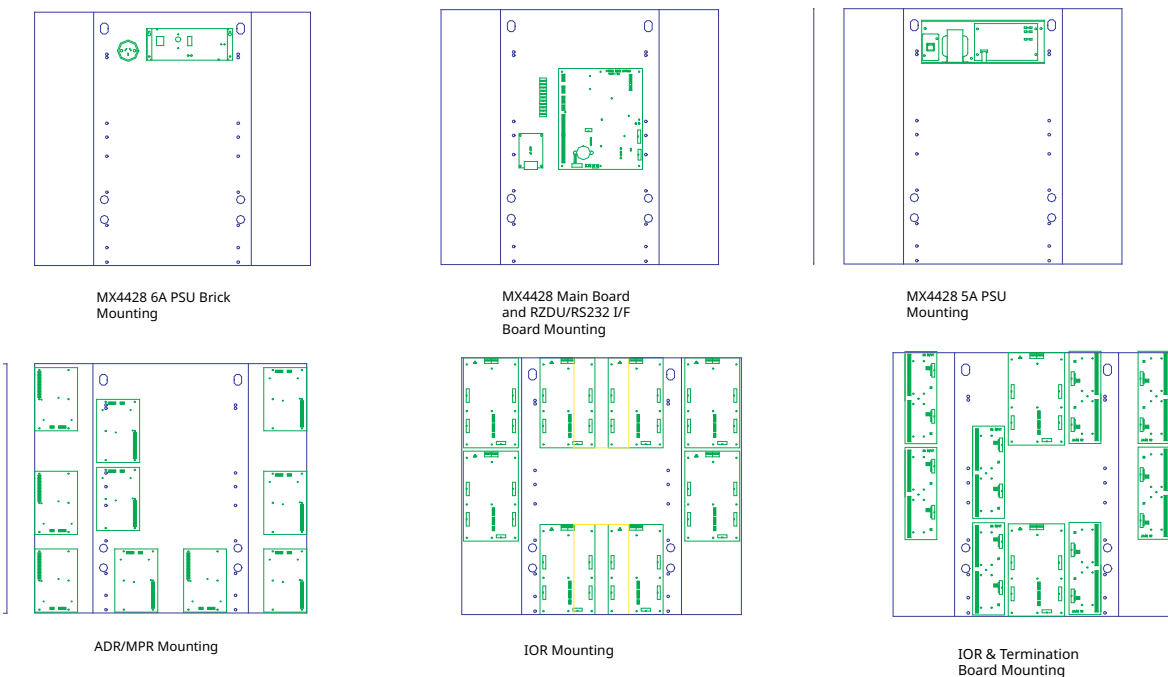 MX4428 6A PSU Brick
Mounting
MX4428 Main Board
and RZDU/RS232 I/F
Board Mounting
MX4428 5A PSU
Mounting
ADR/MPR Mounting
IOR Mounting
IOR & Termination
Board Mounting